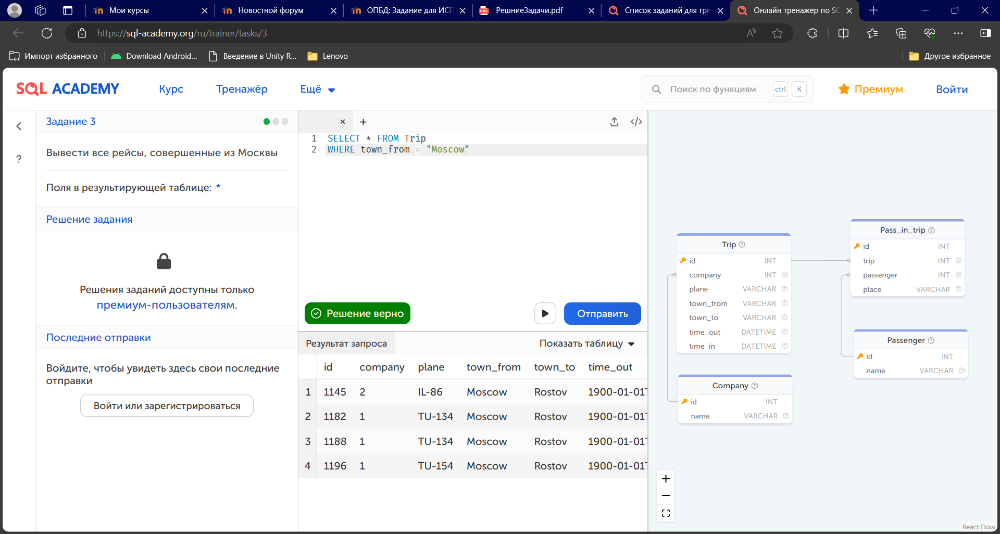 Мои курсы
Новостной форум
ОПБД: Задание для ИСП
РешниеЗадачи.pdf
Список заданий для тре
Онлайн тренажёр по SQ
https://sql-academy.org/ru/trainer/tasks/3
Импорт избранного
Download Android...
Введение в Unity R...
Lenovo
Другое избранное
SQL ACADEMY
Курс
Тренажёр
Ещё
Поиск по функциям
ctrl
K
Премиум
Войти
Задание 3
Вывести все рейсы, совершенные из Москвы
Поля в результирующей таблице: *
Решение задания
Решения заданий доступны только
премиум-пользователям.
Последние отправки
Войдите, чтобы увидеть здесь свои последние
отправки
Войти или зарегистрироваться
1 SELECT * FROM Trip
2 WHERE town_from = "Moscow"
Решение верно
Отправить
Результат запроса
Показать таблицу
id company plane town_from town_to time_out
1 1145 2 IL-86 Moscow Rostov 1900-01-01T
2 1182 1 TU-134 Moscow Rostov 1900-01-01T
3 1188 1 TU-134 Moscow Rostov 1900-01-01T
4 1196 1 TU-154 Moscow Rostov 1900-01-01T
Trip
id INT
company INT
plane VARCHAR
town_from VARCHAR
town_to VARCHAR
time_out DATETIME
time_in DATETIME
Company
id INT
name VARCHAR
Pass_in_trip
id INT
trip INT
passenger INT
place VARCHAR
Passenger
id INT
name VARCHAR
React Flow